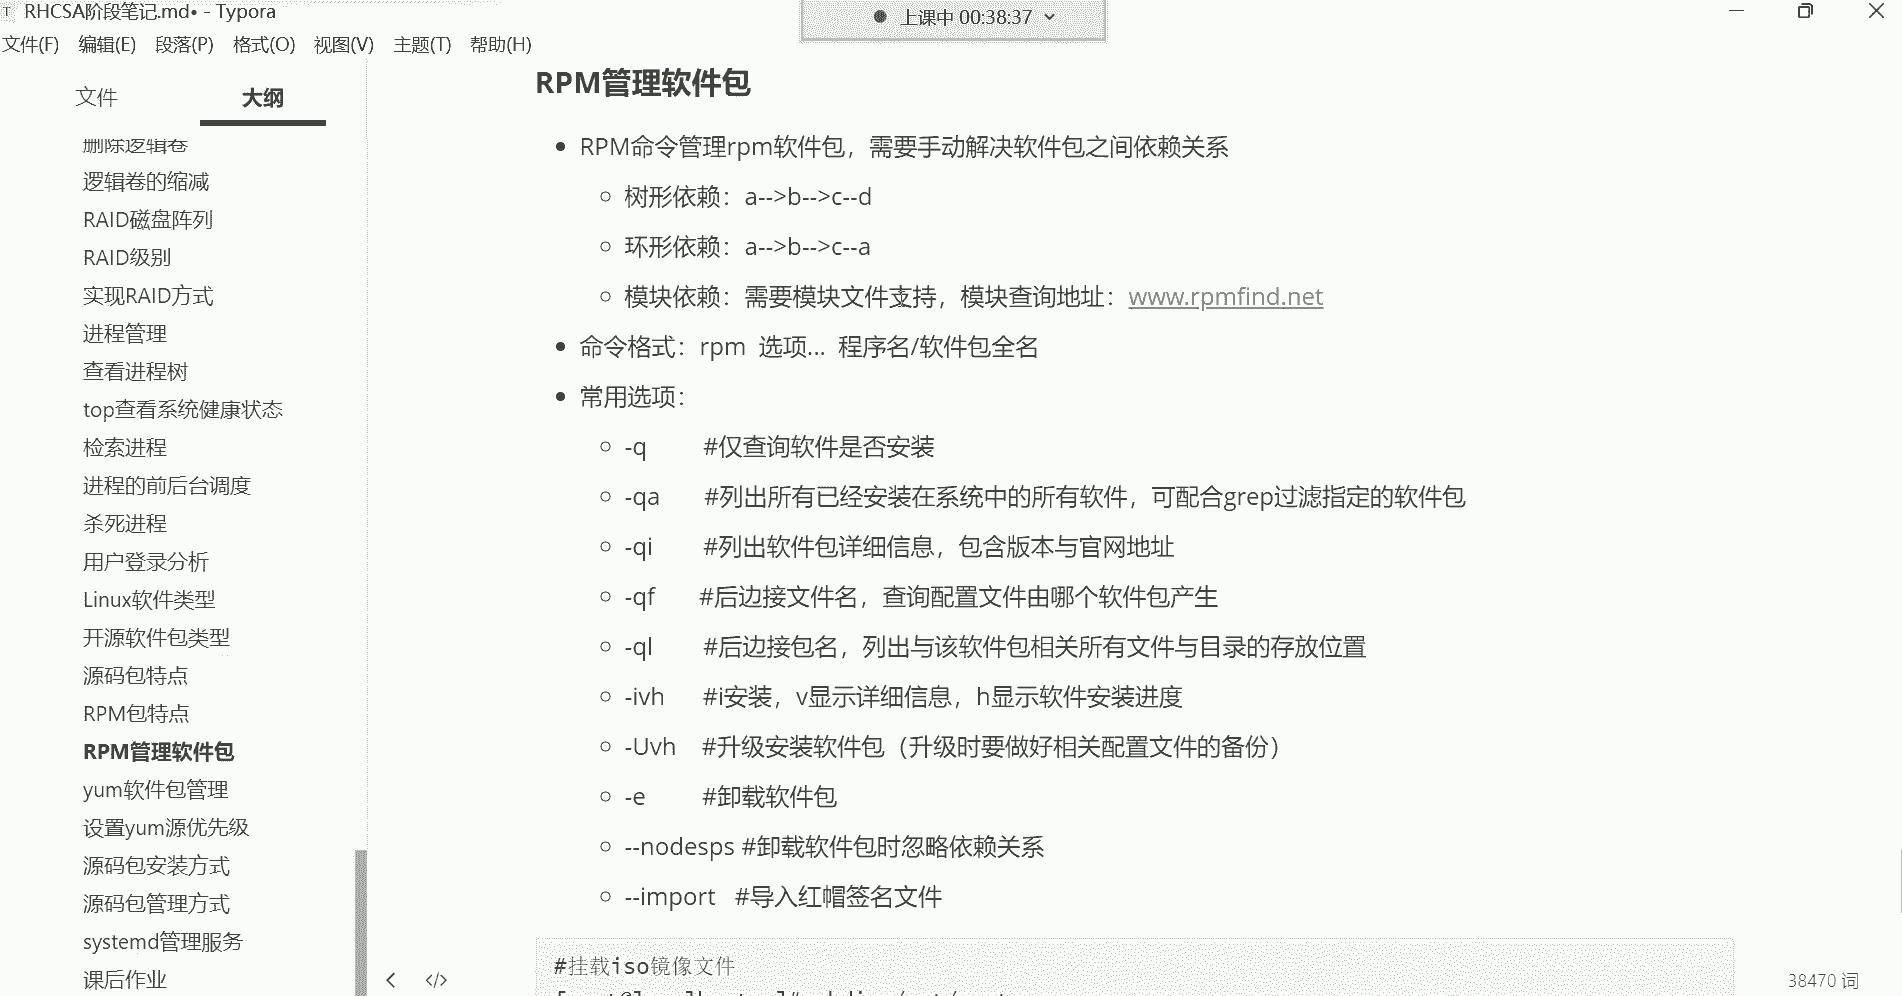 RHCSA阶段笔记.md• - Typora
上课中 00:38:37
文件(F) 编辑(E) 段落(P) 格式(O) 视图(V) 主题(T) 帮助(H)
文件 大纲
删除逻辑卷
逻辑卷的缩减
RAID磁盘阵列
RAID级别
实现RAID方式
进程管理
查看进程树
top查看系统健康状态
检索进程
进程的前后台调度
杀死进程
用户登录分析
Linux软件类型
开源软件包类型
源码包特点
RPM包特点
RPM管理软件包
yum软件包管理
设置yum源优先级
源码包安装方式
源码包管理方式
systemd管理服务
课后作业
RPM管理软件包
RPM命令管理rpm软件包，需要手动解决软件包之间依赖关系
树形依赖：a-->b-->c--d
环形依赖：a-->b-->c--a
模块依赖：需要模块文件支持，模块查询地址：www.rpmfind.net
命令格式：rpm 选项... 程序名/软件包全名
常用选项：
-q #仅查询软件是否安装
-qa #列出所有已经安装在系统中的所有软件，可配合grep过滤指定的软件包
-qi #列出软件包详细信息，包含版本与官网地址
-qf #后边接文件名，查询配置文件由哪个软件包产生
-ql #后边接包名，列出与该软件包相关所有文件与目录的存放位置
-ivh #i安装，v显示详细信息，h显示软件安装进度
-Uvh #升级安装软件包（升级时要做好相关配置文件的备份）
-e #卸载软件包
--nodesps #卸载软件包时忽略依赖关系
--import #导入红帽签名文件
#挂载iso镜像文件
38470 词